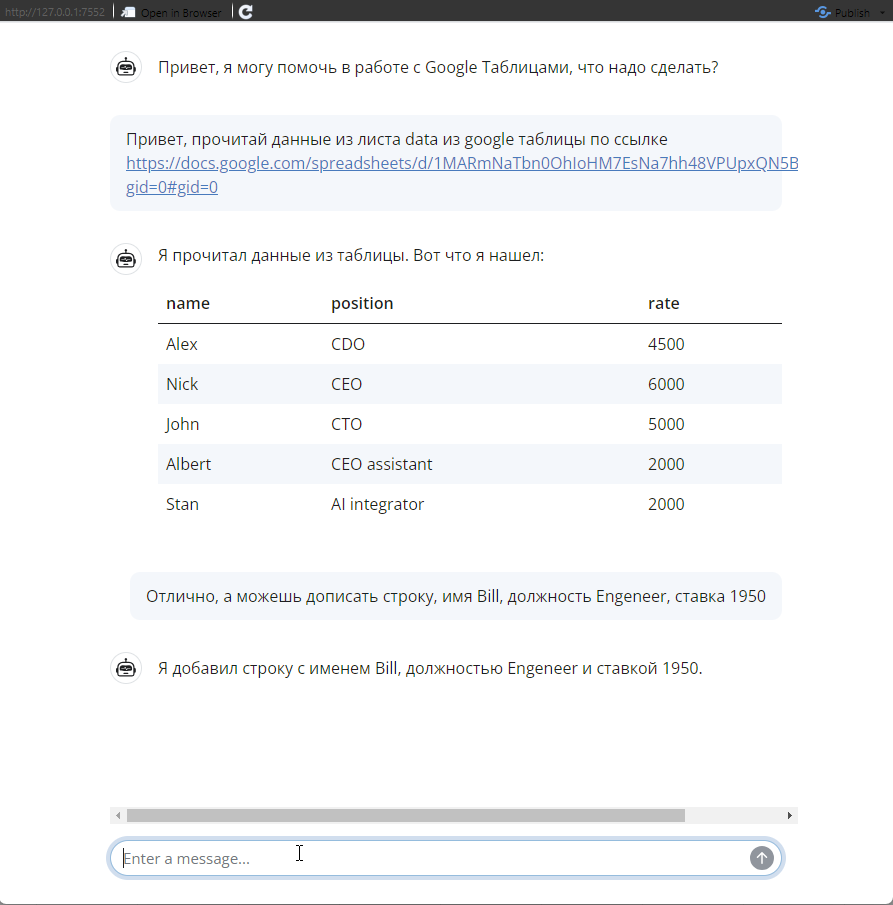 http://127.0.0.1:7552 Open in Browser Publish
Привет, я могу помочь в работе с Google Таблицами, что надо сделать?
Привет, прочитай данные из листа data из google таблицы по ссылке
https://docs.google.com/spreadsheets/d/1MARmNaTbn0OhIoHM7EsNa7hh48VPUpxQN5B
gid=0#gid=0
Я прочитал данные из таблицы. Вот что я нашел:
name position rate
Alex CDO 4500
Nick CEO 6000
John CTO 5000
Albert CEO assistant 2000
Stan AI integrator 2000
Отлично, а можешь дописать строку, имя Bill, должность Engeneer, ставка 1950
Я добавил строку с именем Bill, должностью Engeneer и ставкой 1950.
Enter a message...